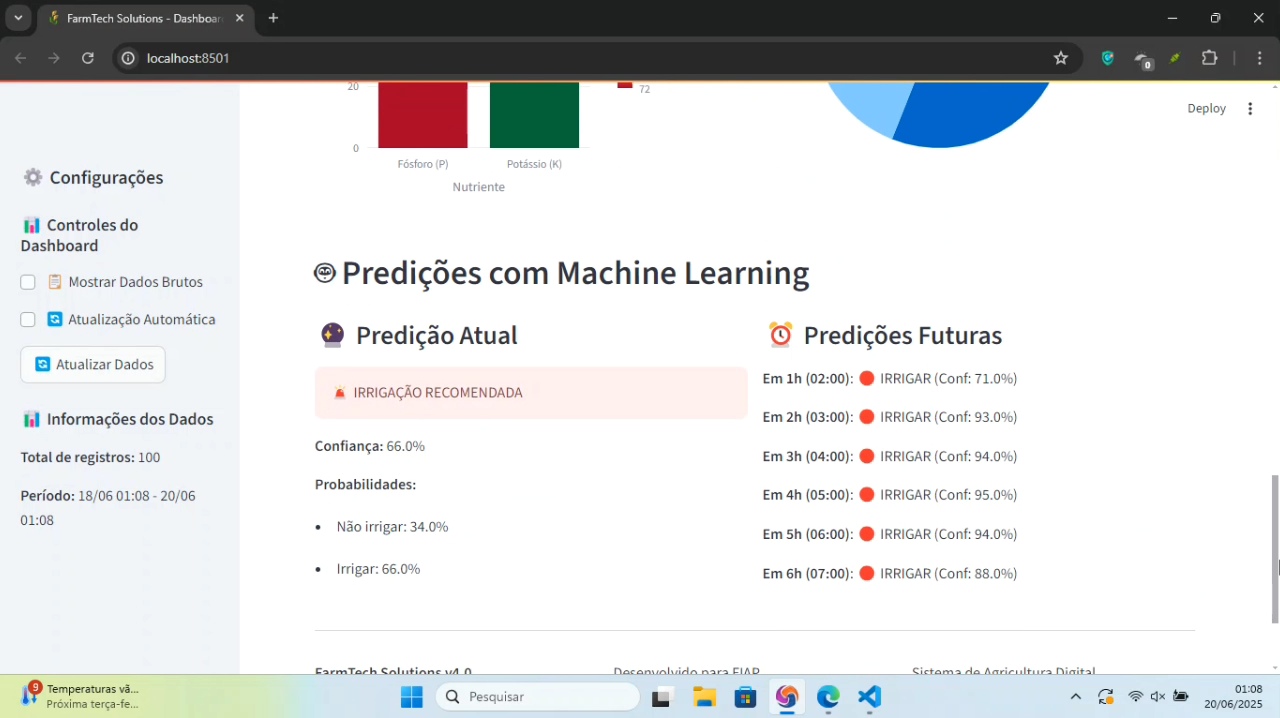 FarmTech Solutions - Dashboar
localhost:8501
0
Deploy
20
72
0
Fósforo (P)
Potássio (K)
Nutriente
Configurações
Controles do
Dashboard
Mostrar Dados Brutos
Atualização Automática
Atualizar Dados
Informações dos Dados
Total de registros: 100
Período: 18/06 01:08 - 20/06
01:08
Predições com Machine Learning
Predição Atual
IRRIGAÇÃO RECOMENDADA
Confiança: 66.0%
Probabilidades:
Não irrigar: 34.0%
Irrigar: 66.0%
Predições Futuras
Em 1h (02:00): IRRIGAR (Conf: 71.0%)
Em 2h (03:00): IRRIGAR (Conf: 93.0%)
Em 3h (04:00): IRRIGAR (Conf: 94.0%)
Em 4h (05:00): IRRIGAR (Conf: 95.0%)
Em 5h (06:00): IRRIGAR (Conf: 94.0%)
Em 6h (07:00): IRRIGAR (Conf: 88.0%)
FarmTech Solutions v4.0
Desenvolvido para FIAP
Sistema de Agricultura Digital
9
Temperaturas vã...
Próxima terça-fe...
Pesquisar
01:08
20/06/2025